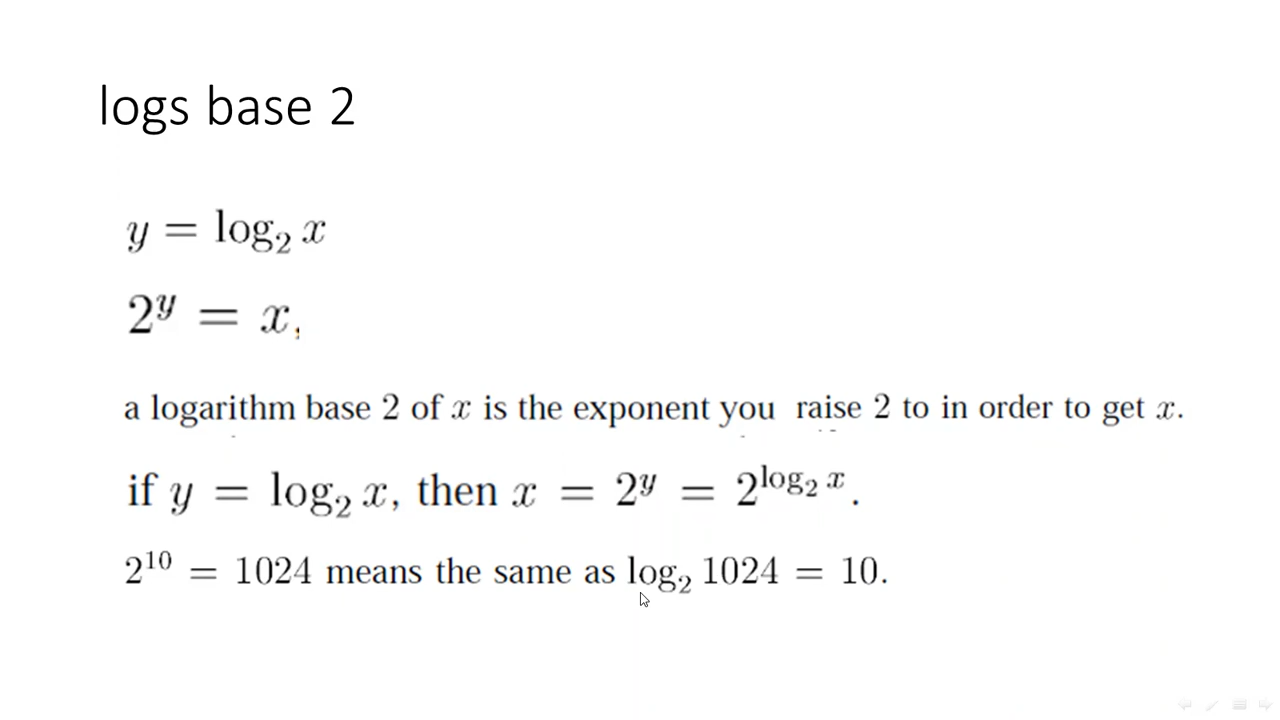 logs base 2
y = log₂ x
2ʸ = x,
a logarithm base 2 of x is the exponent you raise 2 to in order to get x.
if y = log₂ x, then x = 2ʸ = 2^(log₂ x).
2¹⁰ = 1024 means the same as log₂ 1024 = 10.